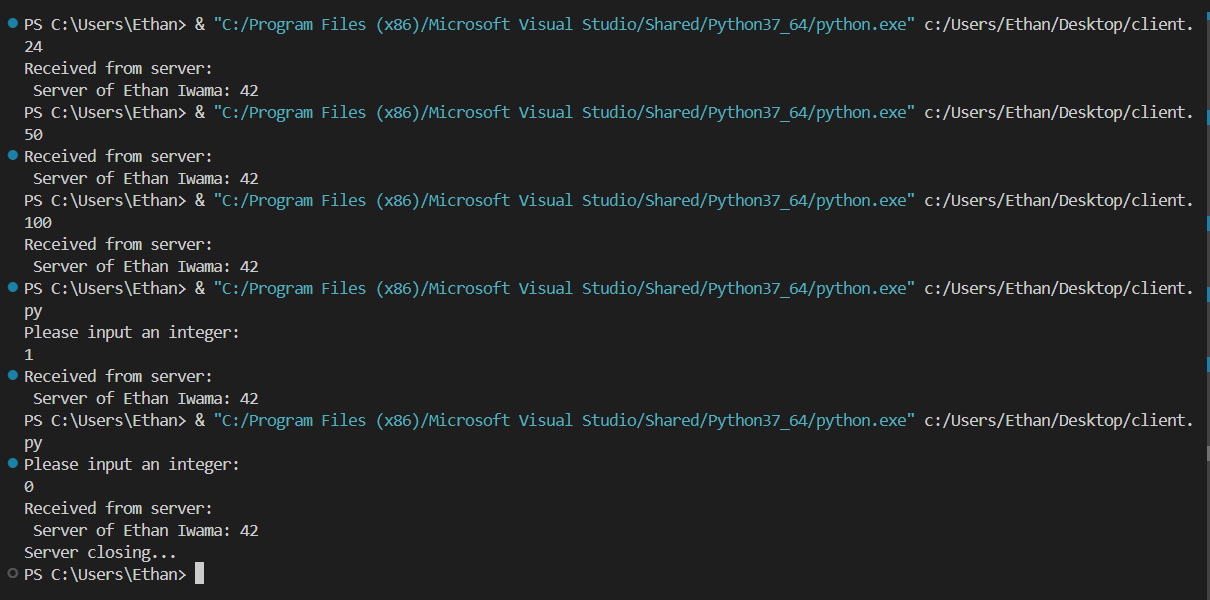 PS C:\Users\Ethan> & "C:/Program Files (x86)/Microsoft Visual Studio/Shared/Python37_64/python.exe" c:/Users/Ethan/Desktop/client.
24
Received from server:
 Server of Ethan Iwama: 42
PS C:\Users\Ethan> & "C:/Program Files (x86)/Microsoft Visual Studio/Shared/Python37_64/python.exe" c:/Users/Ethan/Desktop/client.
50
Received from server:
 Server of Ethan Iwama: 42
PS C:\Users\Ethan> & "C:/Program Files (x86)/Microsoft Visual Studio/Shared/Python37_64/python.exe" c:/Users/Ethan/Desktop/client.
100
Received from server:
 Server of Ethan Iwama: 42
PS C:\Users\Ethan> & "C:/Program Files (x86)/Microsoft Visual Studio/Shared/Python37_64/python.exe" c:/Users/Ethan/Desktop/client.
py
Please input an integer:
1
Received from server:
 Server of Ethan Iwama: 42
PS C:\Users\Ethan> & "C:/Program Files (x86)/Microsoft Visual Studio/Shared/Python37_64/python.exe" c:/Users/Ethan/Desktop/client.
py
Please input an integer:
0
Received from server:
 Server of Ethan Iwama: 42
Server closing...
PS C:\Users\Ethan>